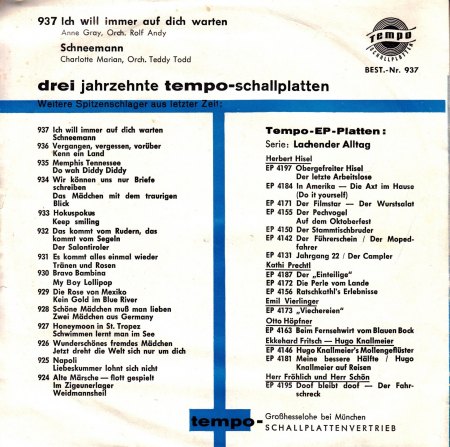 937 Ich will immer auf dich warten
Anne Gray, Orch. Rolf Andy
Schneemann
Charlotte Marian, Orch. Teddy Todd
Tempo
SCHALLPLATTEN
BEST.-Nr. 937
drei jahrzehnte tempo-schallplatten
Weitere Spitzenschlager aus letzter Zeit:
937 Ich will immer auf dich warten
Schneemann
936 Vergangen, vergessen, vorüber
Kenn ein Land
935 Memphis Tennessee
Do wah Diddy Diddy
934 Wir können uns nur Briefe
schreiben
Das Mädchen mit dem traurigen
Blick
933 Hokuspokus
Keep smiling
932 Das kommt vom Rudern, das
kommt vom Segeln
Der Salontiroler
931 Es kommt alles einmal wieder
Tränen und Rosen
930 Bravo Bambina
My Boy Lollipop
929 Die Rose von Mexiko
Kein Gold im Blue River
928 Schöne Mädchen muß man lieben
Zwei Mädchen aus Germany
927 Honeymoon in St. Tropez
Schwimmen lernt man im See
926 Wunderschönes fremdes Mädchen
Jetzt dreht die Welt sich nur um dich
925 Napoli
Liebeskummer lohnt sich nicht
924 Alte Märsche — flott gespielt
Im Zigeunerlager
Weidmannsheil
Tempo-EP-Platten:
Serie: Lachender Alltag
Herbert Hisel
EP 4197 Obergefreiter Hisel
Der letzte Arbeitslose
EP 4184 In Amerika — Die Axt im Hause
(Do it yourself)
EP 4171 Der Filmstar — Der Wurstsalat
EP 4155 Der Pechvogel
Auf dem Oktoberfest
EP 4150 Der Stammtischbruder
EP 4142 Der Führerschein / Der Moped-
fahrer
EP 4131 Jahrgang 22 / Der Campler
Kathi Prechtl
EP 4187 Der „Einteilige"
EP 4172 Die Perle vom Lande
EP 4156 Ratschkathl's Erlebnisse
Emil Vierlinger
EP 4173 „Viechereien"
Otto Höpfner
EP 4163 Beim Fernsehwirt vom Blauen Bock
Ekkehard Fritsch — Hugo Knallmeier
EP 4146 Hugo Knallmeier's Mollengeflüster
EP 4181 Meine bessere Hälfte / Hugo
Knallmeier auf Reisen
Herr Fröhlich und Herr Schön
EP 4195 Doof bleibt doof — Der Fahr-
schreck
tempo-
Großhesselohe bei München
SCHALLPLATTENVERTRIEB